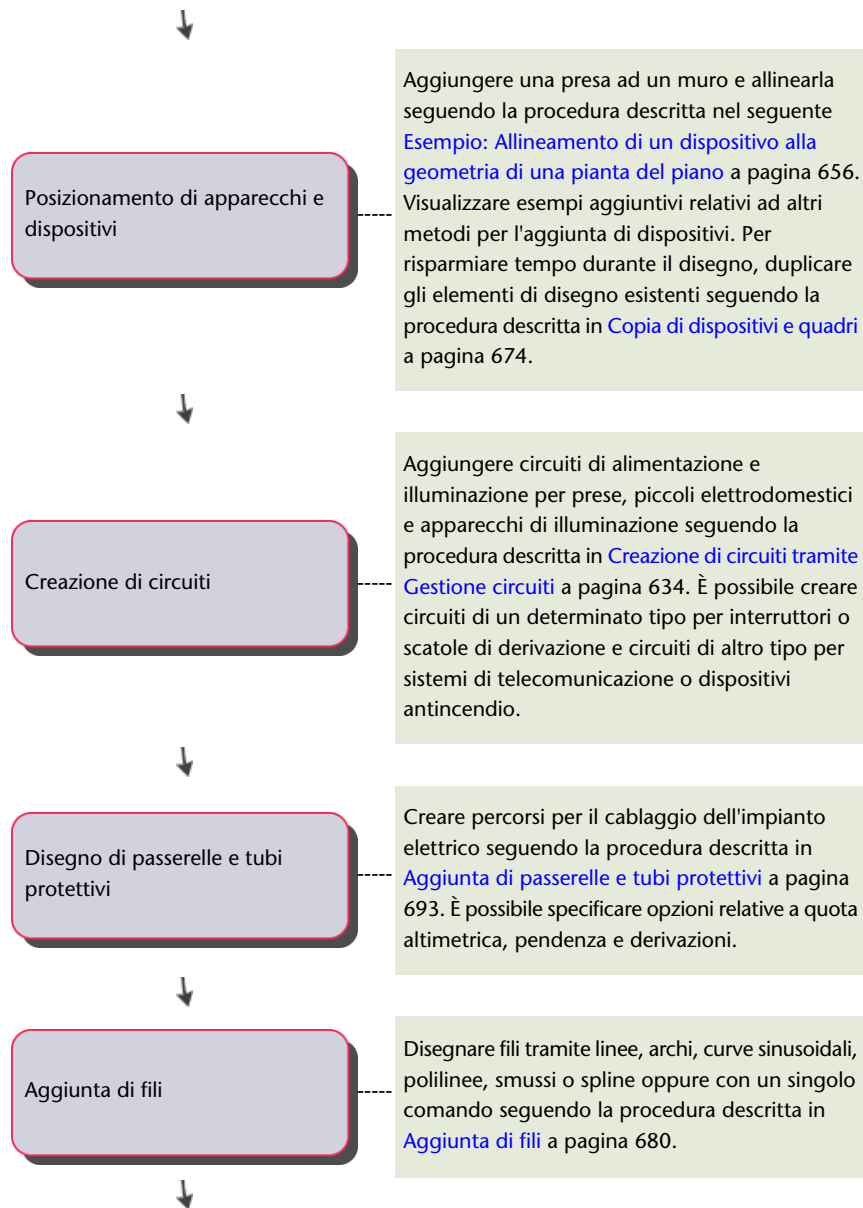 Posizionamento di apparecchi e
dispositivi
Aggiungere una presa ad un muro e allinearla
seguendo la procedura descritta nel seguente
Esempio: Allineamento di un dispositivo alla
geometria di una pianta del piano a pagina 656.
Visualizzare esempi aggiuntivi relativi ad altri
metodi per l'aggiunta di dispositivi. Per
risparmiare tempo durante il disegno, duplicare
gli elementi di disegno esistenti seguendo la
procedura descritta in Copia di dispositivi e quadri
a pagina 674.
Creazione di circuiti
Aggiungere circuiti di alimentazione e
illuminazione per prese, piccoli elettrodomestici
e apparecchi di illuminazione seguendo la
procedura descritta in Creazione di circuiti tramite
Gestione circuiti a pagina 634. È possibile creare
circuiti di un determinato tipo per interruttori o
scatole di derivazione e circuiti di altro tipo per
sistemi di telecomunicazione o dispositivi
antincendio.
Disegno di passerelle e tubi
protettivi
Creare percorsi per il cablaggio dell'impianto
elettrico seguendo la procedura descritta in
Aggiunta di passerelle e tubi protettivi a pagina
693. È possibile specificare opzioni relative a quota
altimetrica, pendenza e derivazioni.
Aggiunta di fili
Disegnare fili tramite linee, archi, curve sinusoidali,
polilinee, smussi o spline oppure con un singolo
comando seguendo la procedura descritta in
Aggiunta di fili a pagina 680.